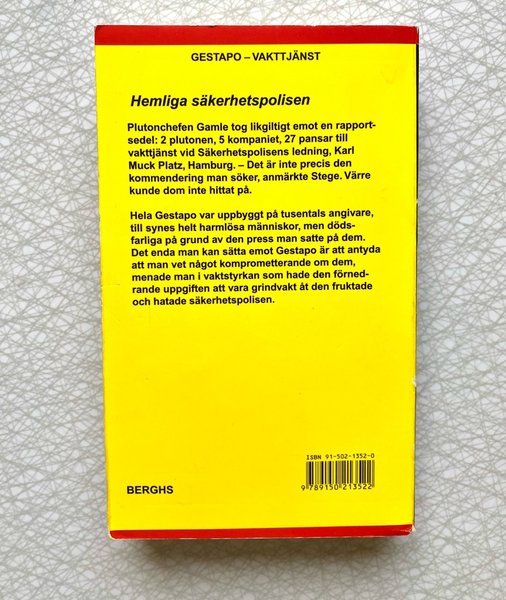 GESTAPO – VAKTTJÄNST
Hemliga säkerhetspolisen
Plutonchefen Gamle tog likgiltigt emot en rapport-
sedel: 2 plutonen, 5 kompaniet, 27 pansar till
vakttjänst vid Säkerhetspolisens ledning, Karl
Muck Platz, Hamburg. – Det är inte precis den
kommendering man söker, anmärkte Stege. Värre
kunde dom inte hittat på.
Hela Gestapo var uppbyggt på tusentals angivare,
till synes helt harmlösa människor, men döds-
farliga på grund av den press man satte på dem.
Det enda man kan sätta emot Gestapo är att antyda
att man vet något komprometterande om dem,
menade man i vaktstyrkan som hade den förned-
rande uppgiften att vara grindvakt åt den fruktade
och hatade säkerhetspolisen.
ISBN 91-502-1352-0
9 789150 213522
BERGHS